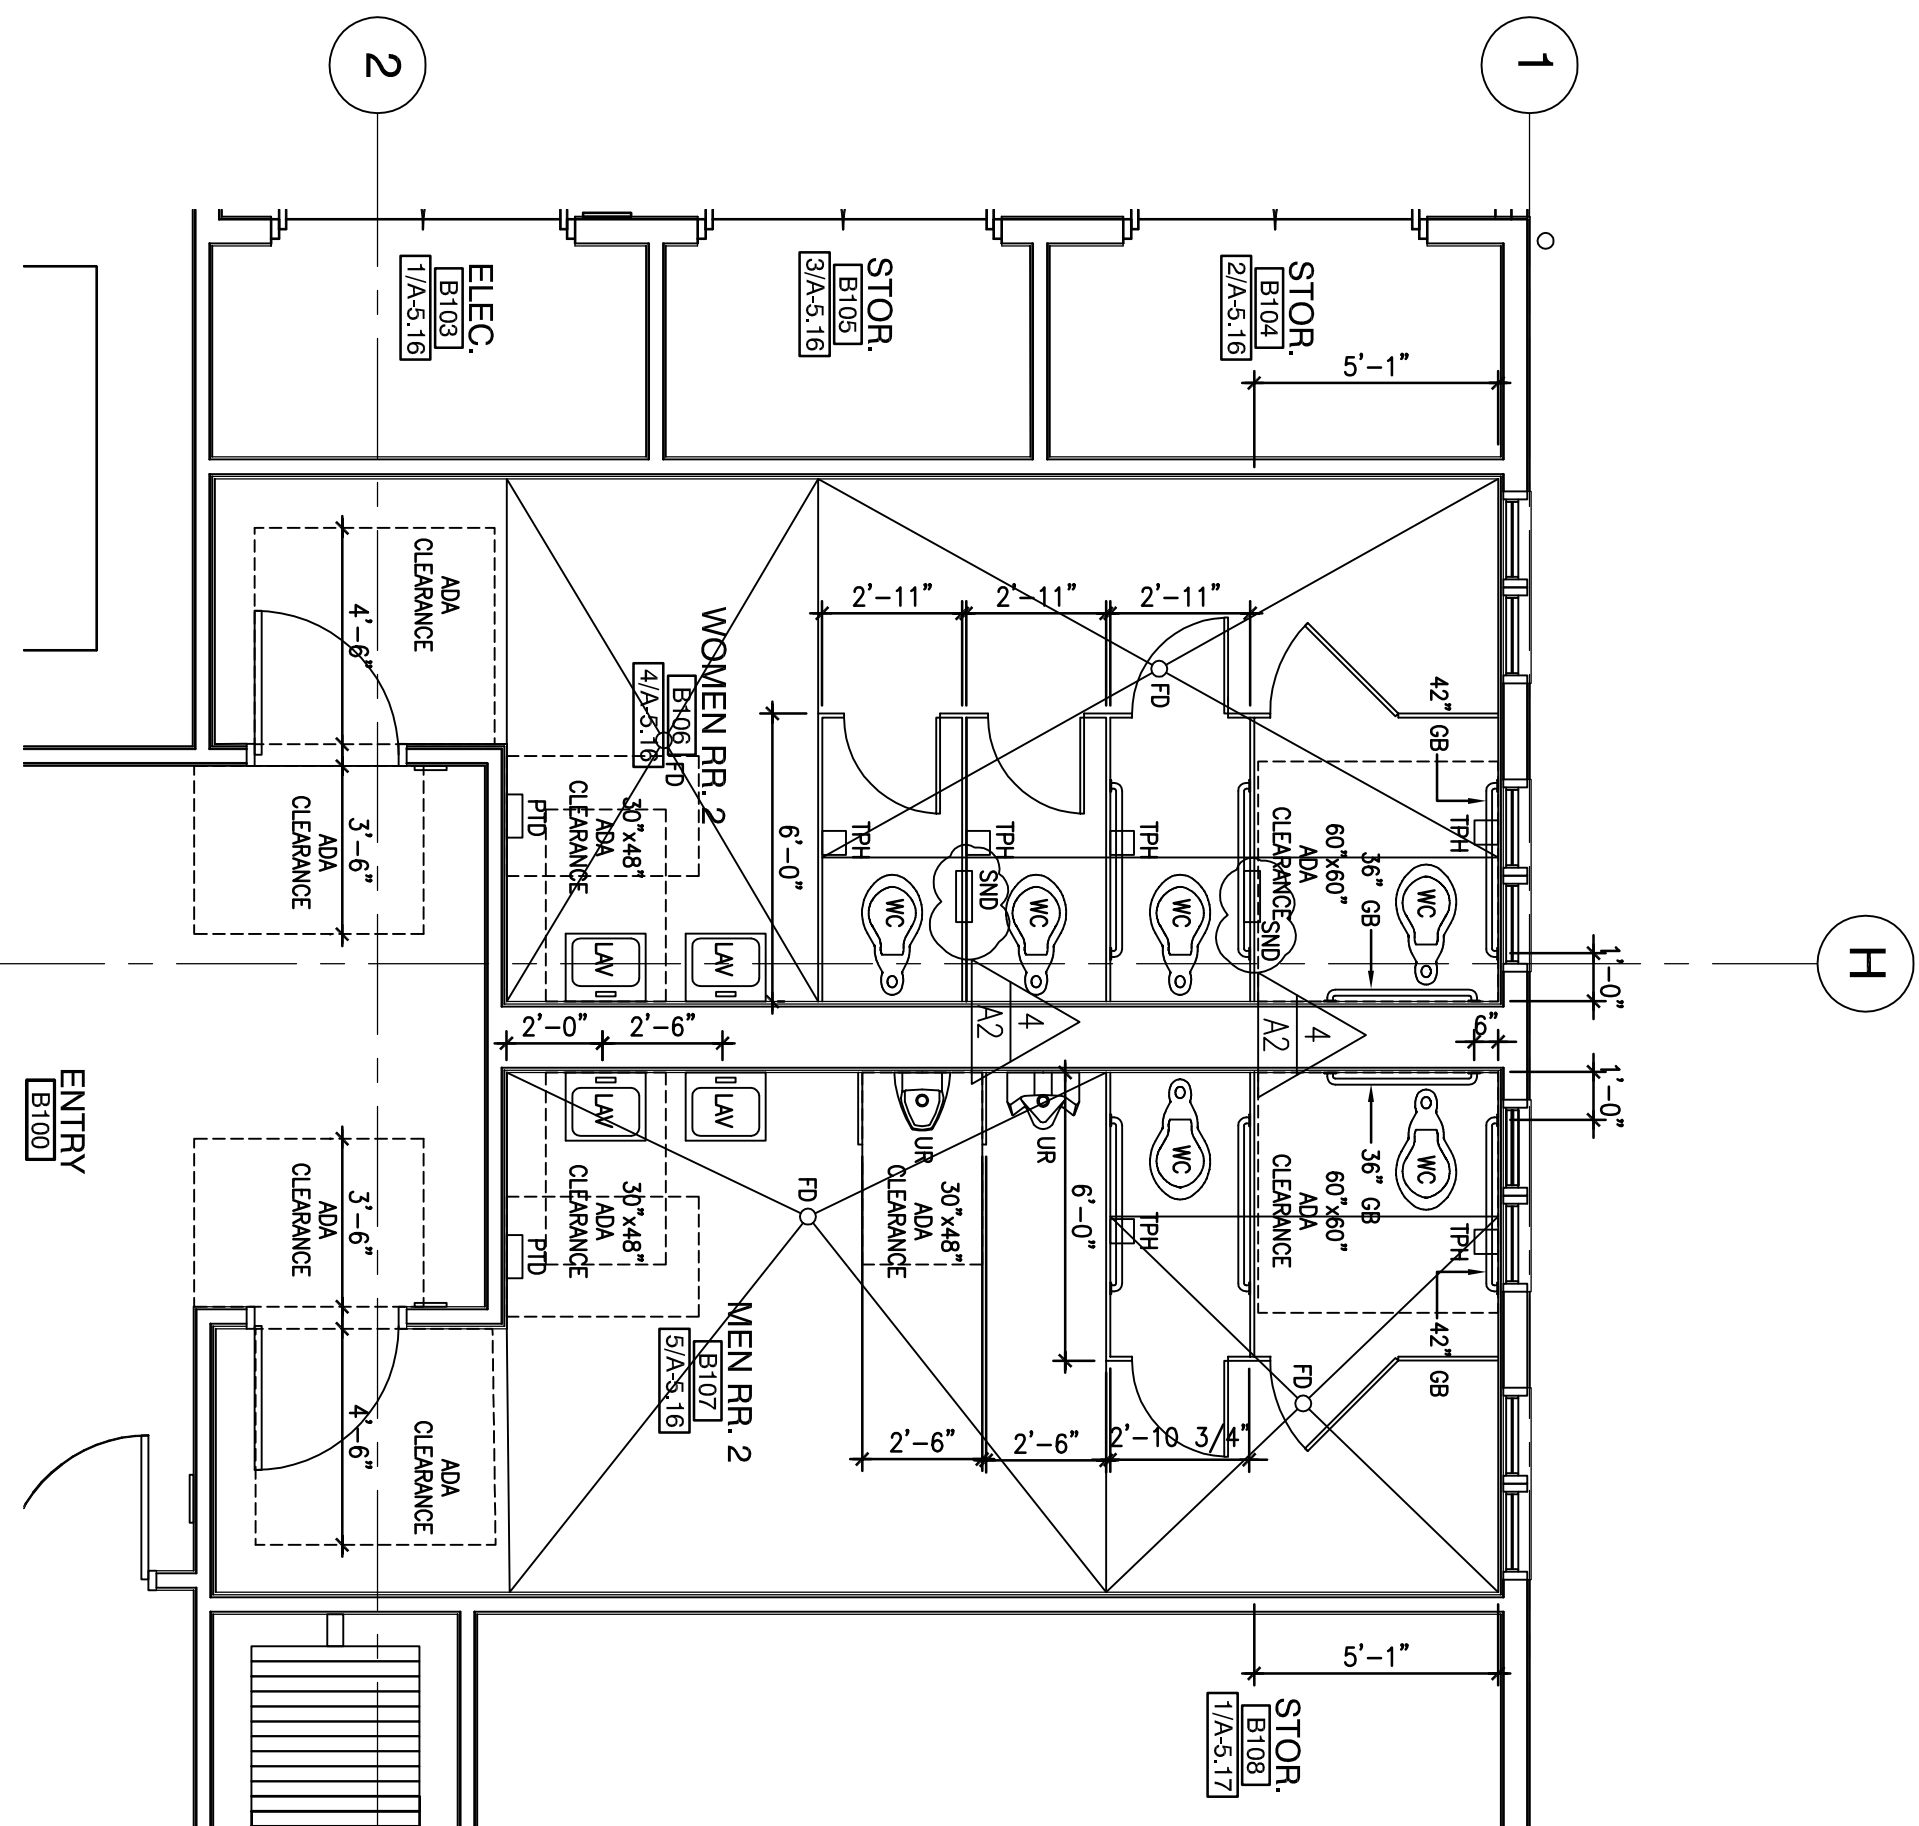 2
1
H
ELEC.
B103
1/A-5.16
STOR.
B105
3/A-5.16
STOR.
B104
2/A-5.16
5'-1"
ADA
CLEARANCE
4'-6"
2'-11"
2'-11"
2'-11"
WOMEN RR. 2
B106
4/A-5.16
FD
FD
42" GB
ADA
CLEARANCE
3'-6"
PTD
30"x48"
ADA
CLEARANCE
6'-0"
TPH
TPH
TPH
TPH
60"x60"
ADA
CLEARANCE
36" GB
WC
WC
WC
WC
SND
SND
LAV
LAV
1'-0"
2'-0"
2'-6"
4
A2
4
A2
6"
1'-0"
ENTRY
B100
LAV
LAV
UR
UR
WC
WC
36" GB
ADA
CLEARANCE
3'-6"
PTD
30"x48"
ADA
CLEARANCE
FD
30"x48"
ADA
CLEARANCE
6'-0"
TPH
TPH
60"x60"
ADA
CLEARANCE
42" GB
MEN RR. 2
B107
5/A-5.16
FD
4'-6"
ADA
CLEARANCE
2'-6"
2'-6"
2'-10 3/4"
5'-1"
STOR.
B108
1/A-5.17